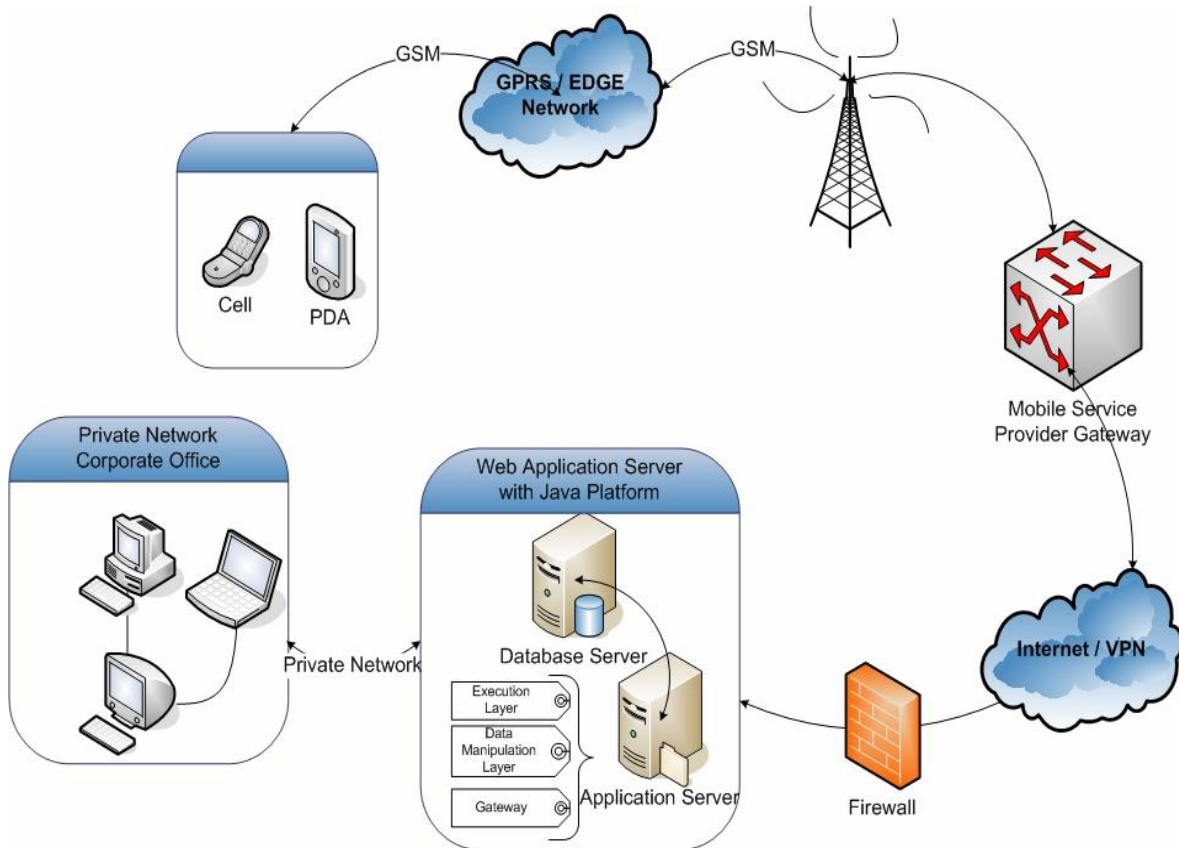 GSM
GPRS / EDGE
Network
GSM
Cell
PDA
Mobile Service
Provider Gateway
Private Network
Corporate Office
Web Application Server
with Java Platform
Private Network
Database Server
Execution
Layer
Data
Manipulation
Layer
Gateway
Application Server
Internet / VPN
Firewall